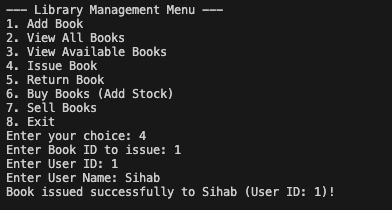 --- Library Management Menu ---
1. Add Book
2. View All Books
3. View Available Books
4. Issue Book
5. Return Book
6. Buy Books (Add Stock)
7. Sell Books
8. Exit
Enter your choice: 4
Enter Book ID to issue: 1
Enter User ID: 1
Enter User Name: Sihab
Book issued successfully to Sihab (User ID: 1)!